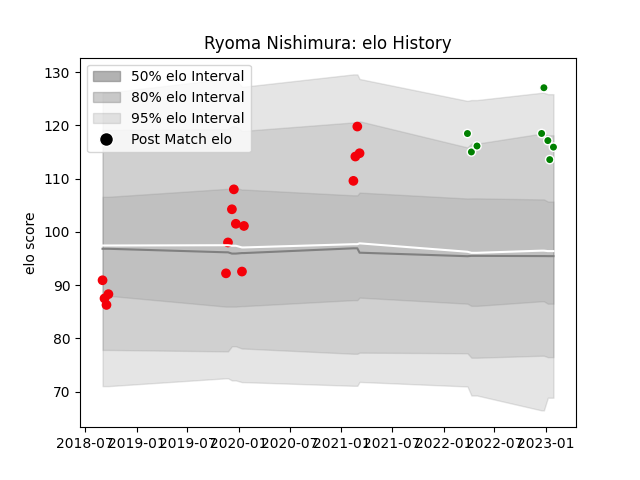 Ryoma Nishimura: elo History
50% elo Interval
80% elo Interval
95% elo Interval
Post Match elo
elo score
130
120
110
100
90
80
70
2018-07 2019-01 2019-07 2020-01 2020-07 2021-01 2021-07 2022-01 2022-07 2023-01